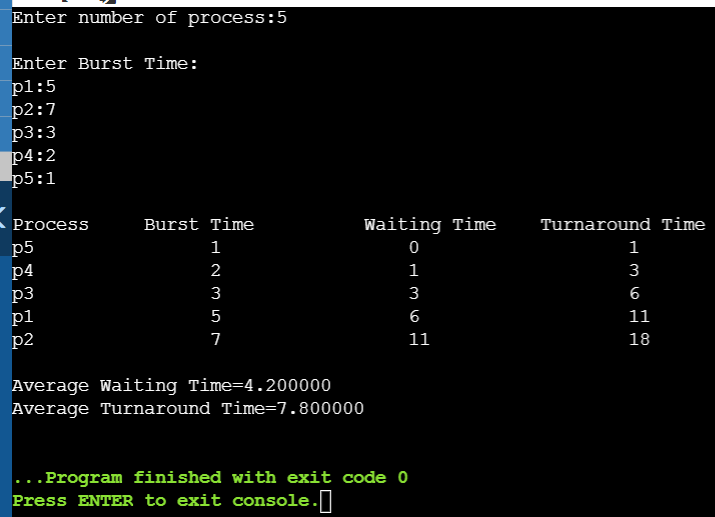 Enter number of process:5
Enter Burst Time:
p1:5
p2:7
p3:3
p4:2
p5:1
Process Burst Time Waiting Time Turnaround Time
p5 1 0 1
p4 2 1 3
p3 3 3 6
p1 5 6 11
p2 7 11 18
Average Waiting Time=4.200000
Average Turnaround Time=7.800000
...Program finished with exit code 0
Press ENTER to exit console.